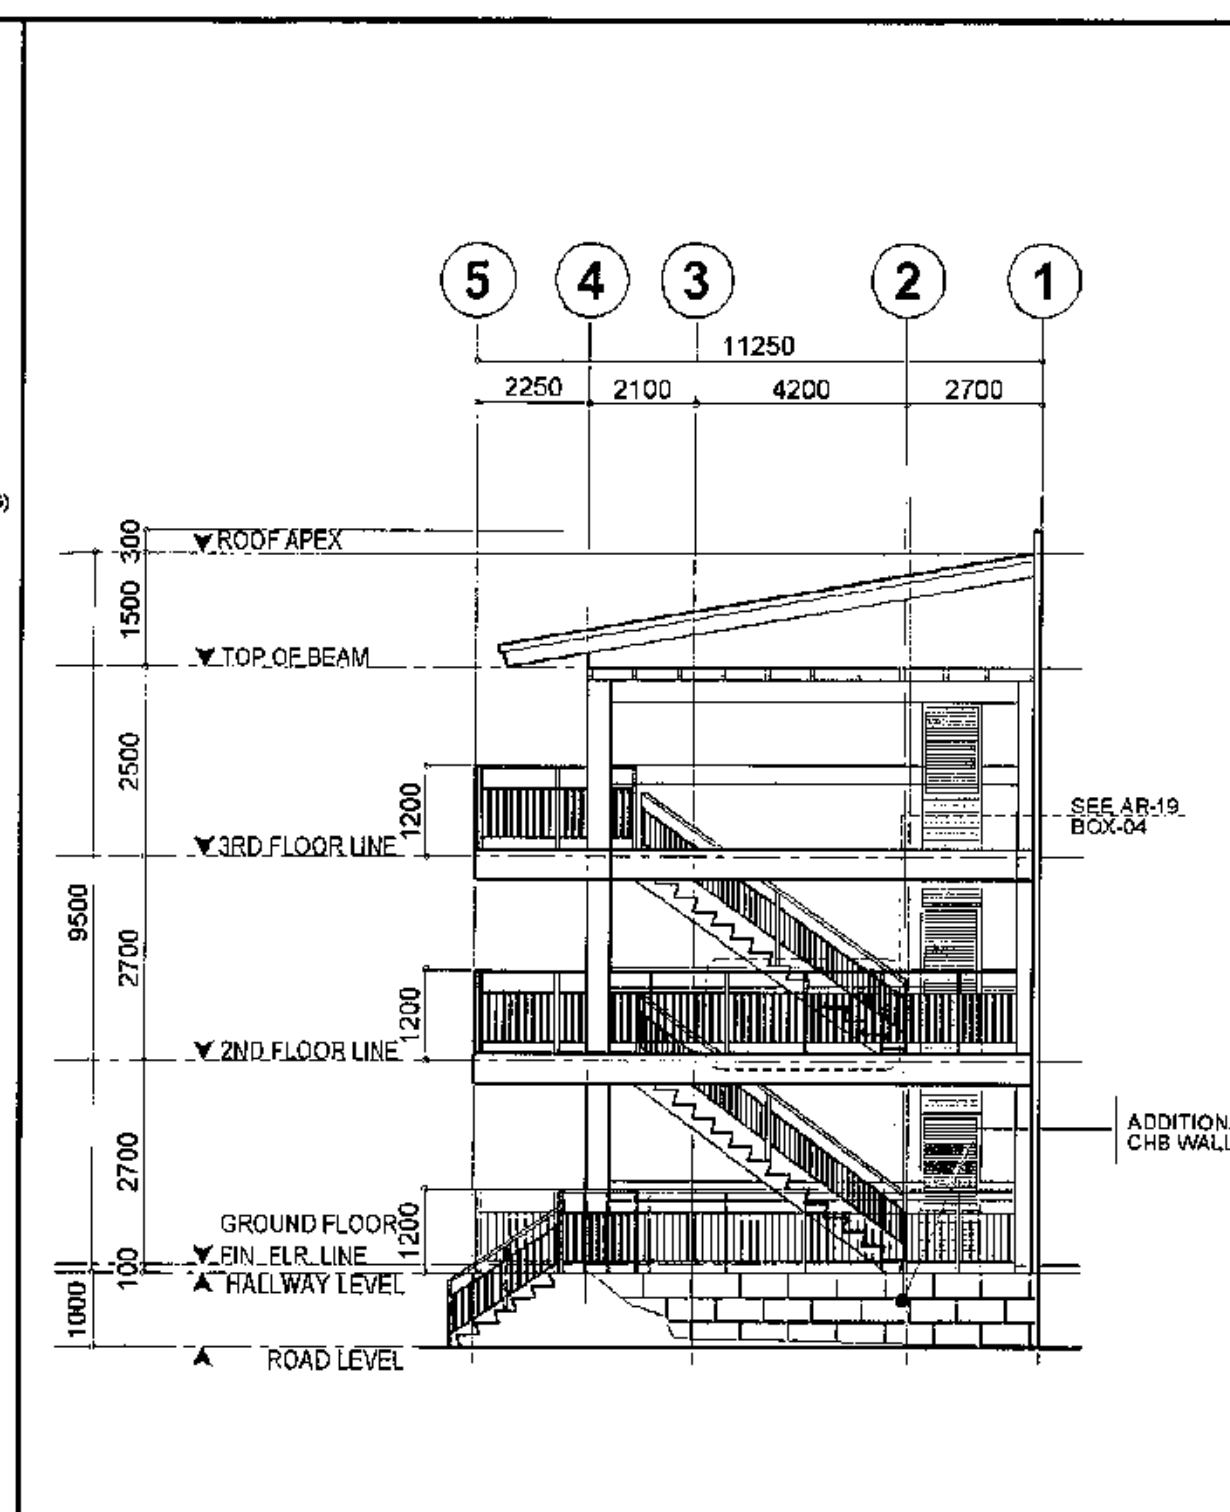 5 4 3 2 1
11250
2250 2100 4200 2700
300
ROOF APEX
1500
TOP OF BEAM
2500
1200
SEE AR-19
BOX-04
3RD FLOOR LINE
9500
2700
1200
2ND FLOOR LINE
2700
ADDITION
CHB WALL
GROUND FLOOR
1200
FIN. FLR. LINE
100
HALLWAY LEVEL
1000
ROAD LEVEL